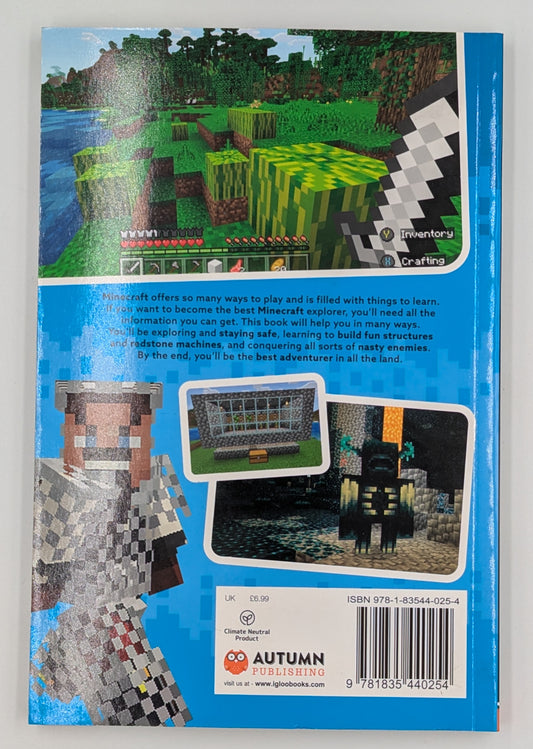 Y Inventory
X Crafting
Minecraft offers so many ways to play and is filled with things to learn.
If you want to become the best Minecraft explorer, you'll need all the
information you can get. This book will help you in many ways.
You'll be exploring and staying safe, learning to build fun structures
and redstone machines, and conquering all sorts of nasty enemies.
By the end, you'll be the best adventurer in all the land.
UK £6.99
ISBN 978-1-83544-025-4
Climate Neutral
Product
AUTUMN
PUBLISHING
visit us at - www.igloobooks.com
9 781835 440254